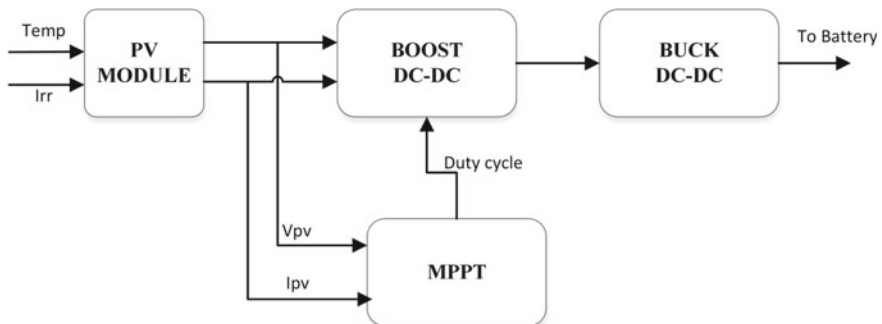 Temp
Irr
PV
MODULE
BOOST
DC-DC
BUCK
DC-DC
To Battery
Duty cycle
Vpv
Ipv
MPPT